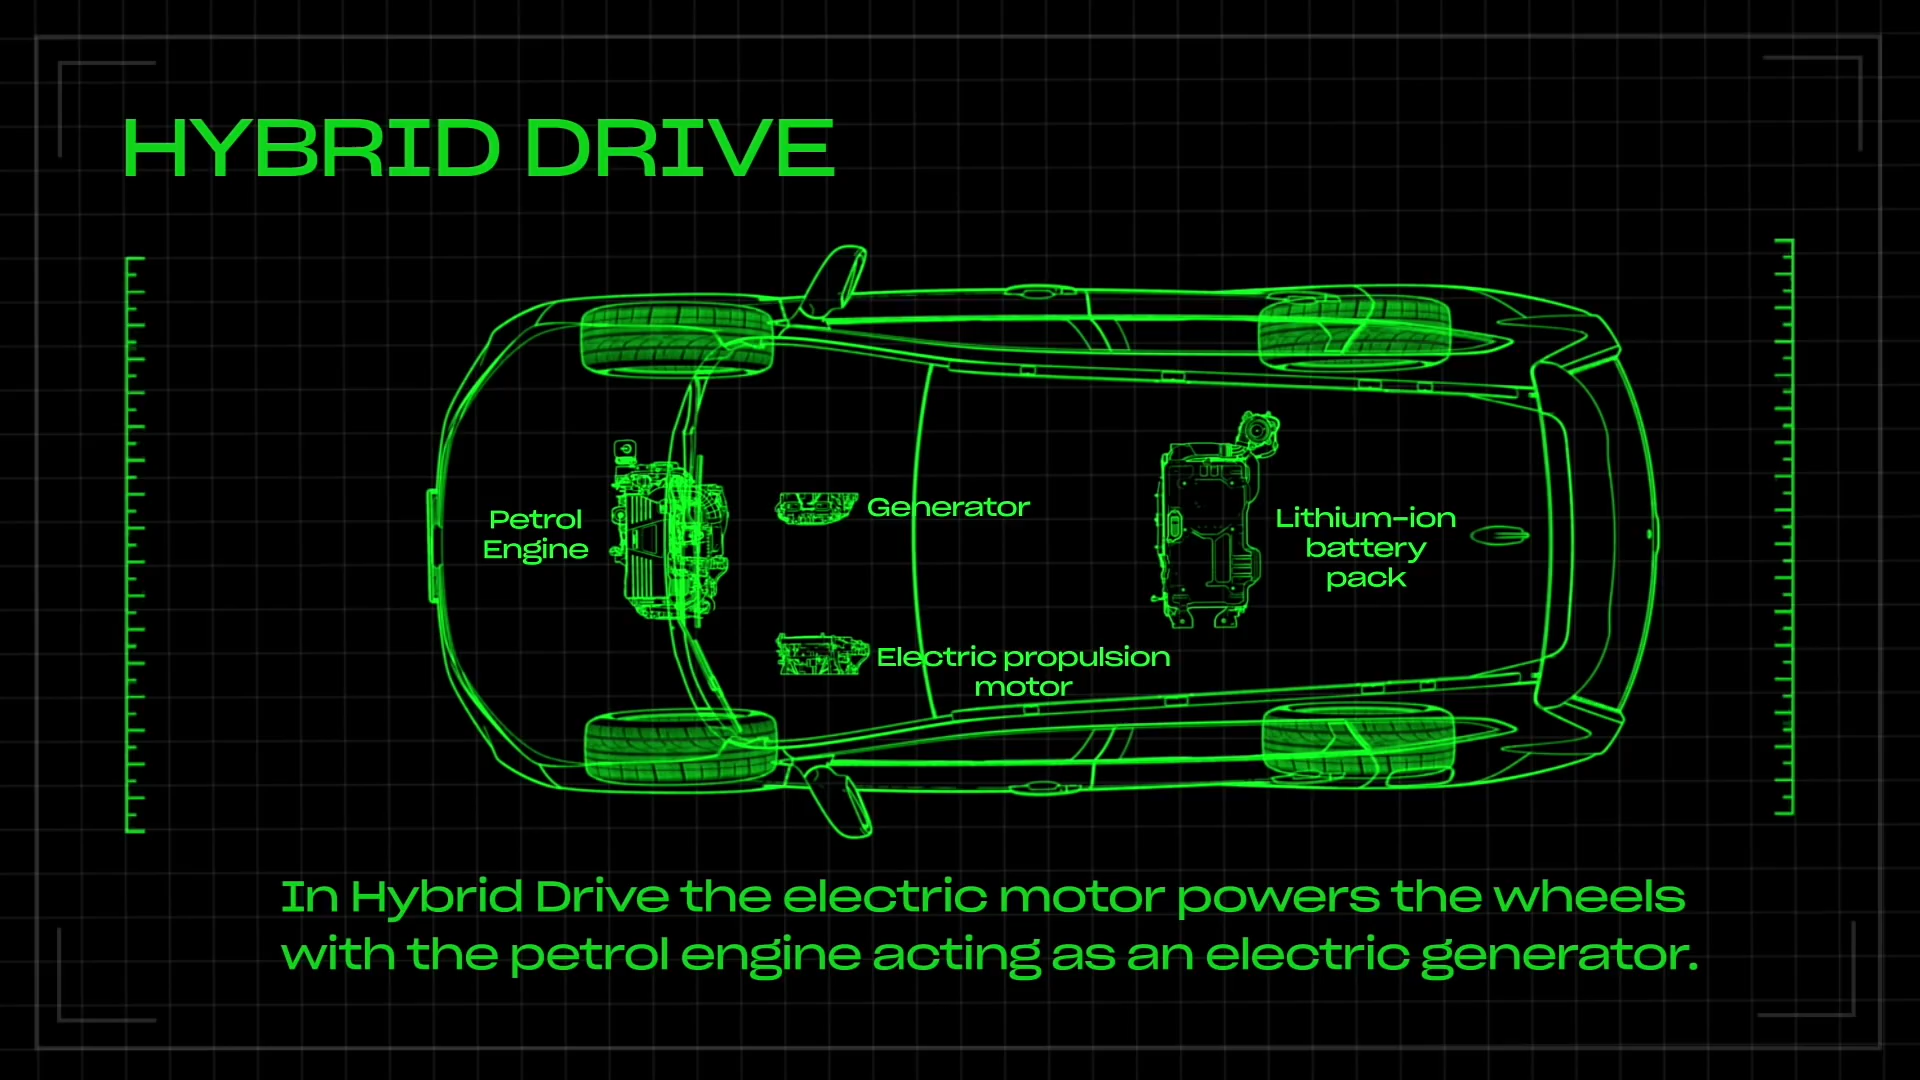 HYBRID DRIVE
Petrol
Engine
Generator
Lithium-ion
battery
pack
Electric propulsion
motor
In Hybrid Drive the electric motor powers the wheels
with the petrol engine acting as an electric generator.